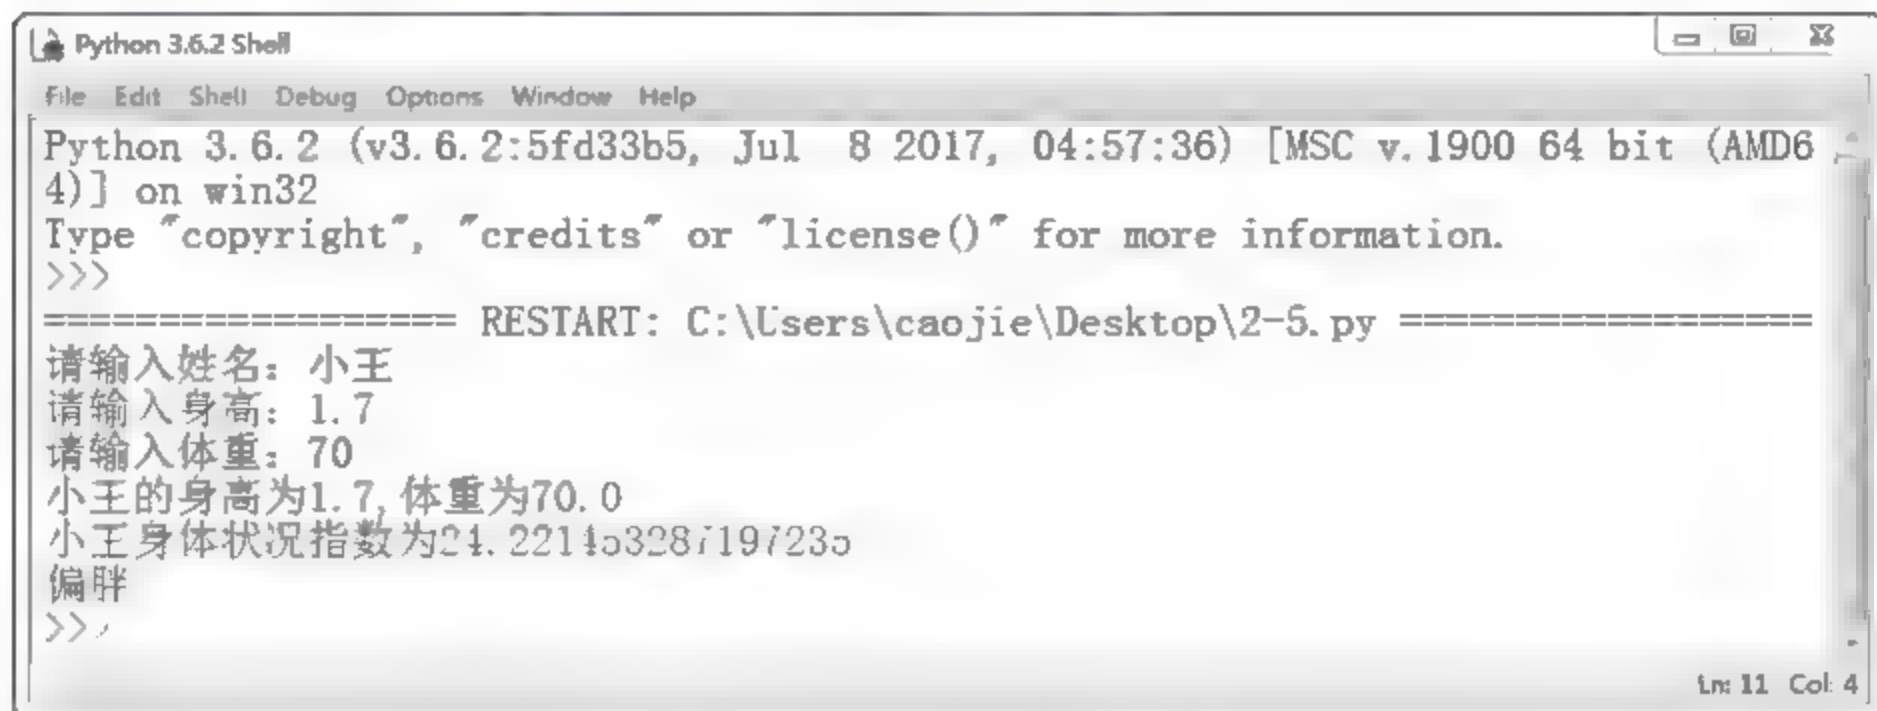 Python 3.6.2 Shell
File Edit Shell Debug Options Window Help
Python 3.6.2 (v3.6.2:5fd33b5, Jul  8 2017, 04:57:36) [MSC v.1900 64 bit (AMD6
4)] on win32
Type "copyright", "credits" or "license()" for more information.
>>>
================== RESTART: C:\Users\caojie\Desktop\2-5.py ==================
请输入姓名：小王
请输入身高：1.7
请输入体重：70
小王的身高为1.7,体重为70.0
小王身体状况指数为24.221453287197235
偏胖
>>>
Ln: 11 Col: 4